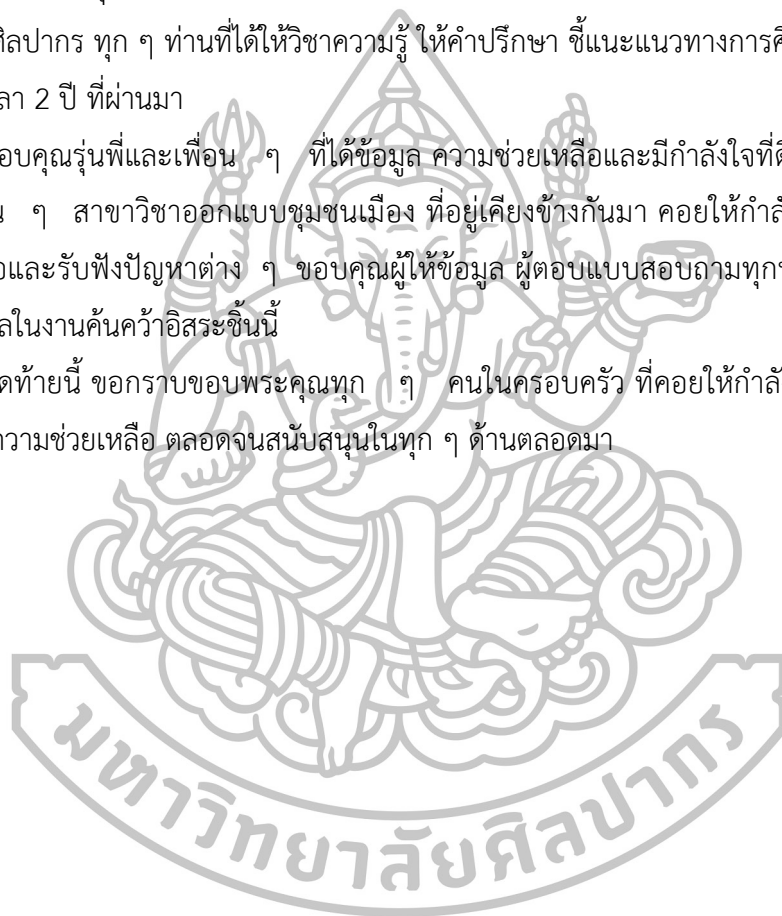 ศิลปากร ทุก ๆ ท่านที่ได้ให้วิชาความรู้ ให้คำปรึกษา ชี้แนะแนวทางการ
ลา 2 ปี ที่ผ่านมา
อบคุณรุ่นพี่และเพื่อน ๆ ที่ได้ข้อมูล ความช่วยเหลือและมีกำลังใจที่ดี
น ๆ สาขาวิชาออกแบบชุมชนเมือง ที่อยู่เคียงข้างกันมา คอยให้กำลั
อและรับฟังปัญหาต่าง ๆ ขอบคุณผู้ให้ข้อมูล ผู้ตอบแบบสอบถามทุก
ลในงานค้นคว้าอิสระชิ้นนี้
ดท้ายนี้ ขอกราบขอบพระคุณทุก ๆ คนในครอบครัว ที่คอยให้กำลั
ความช่วยเหลือ ตลอดจนสนับสนุนในทุก ๆ ด้านตลอดมา
มหาวิทยาลัยศิลปากร